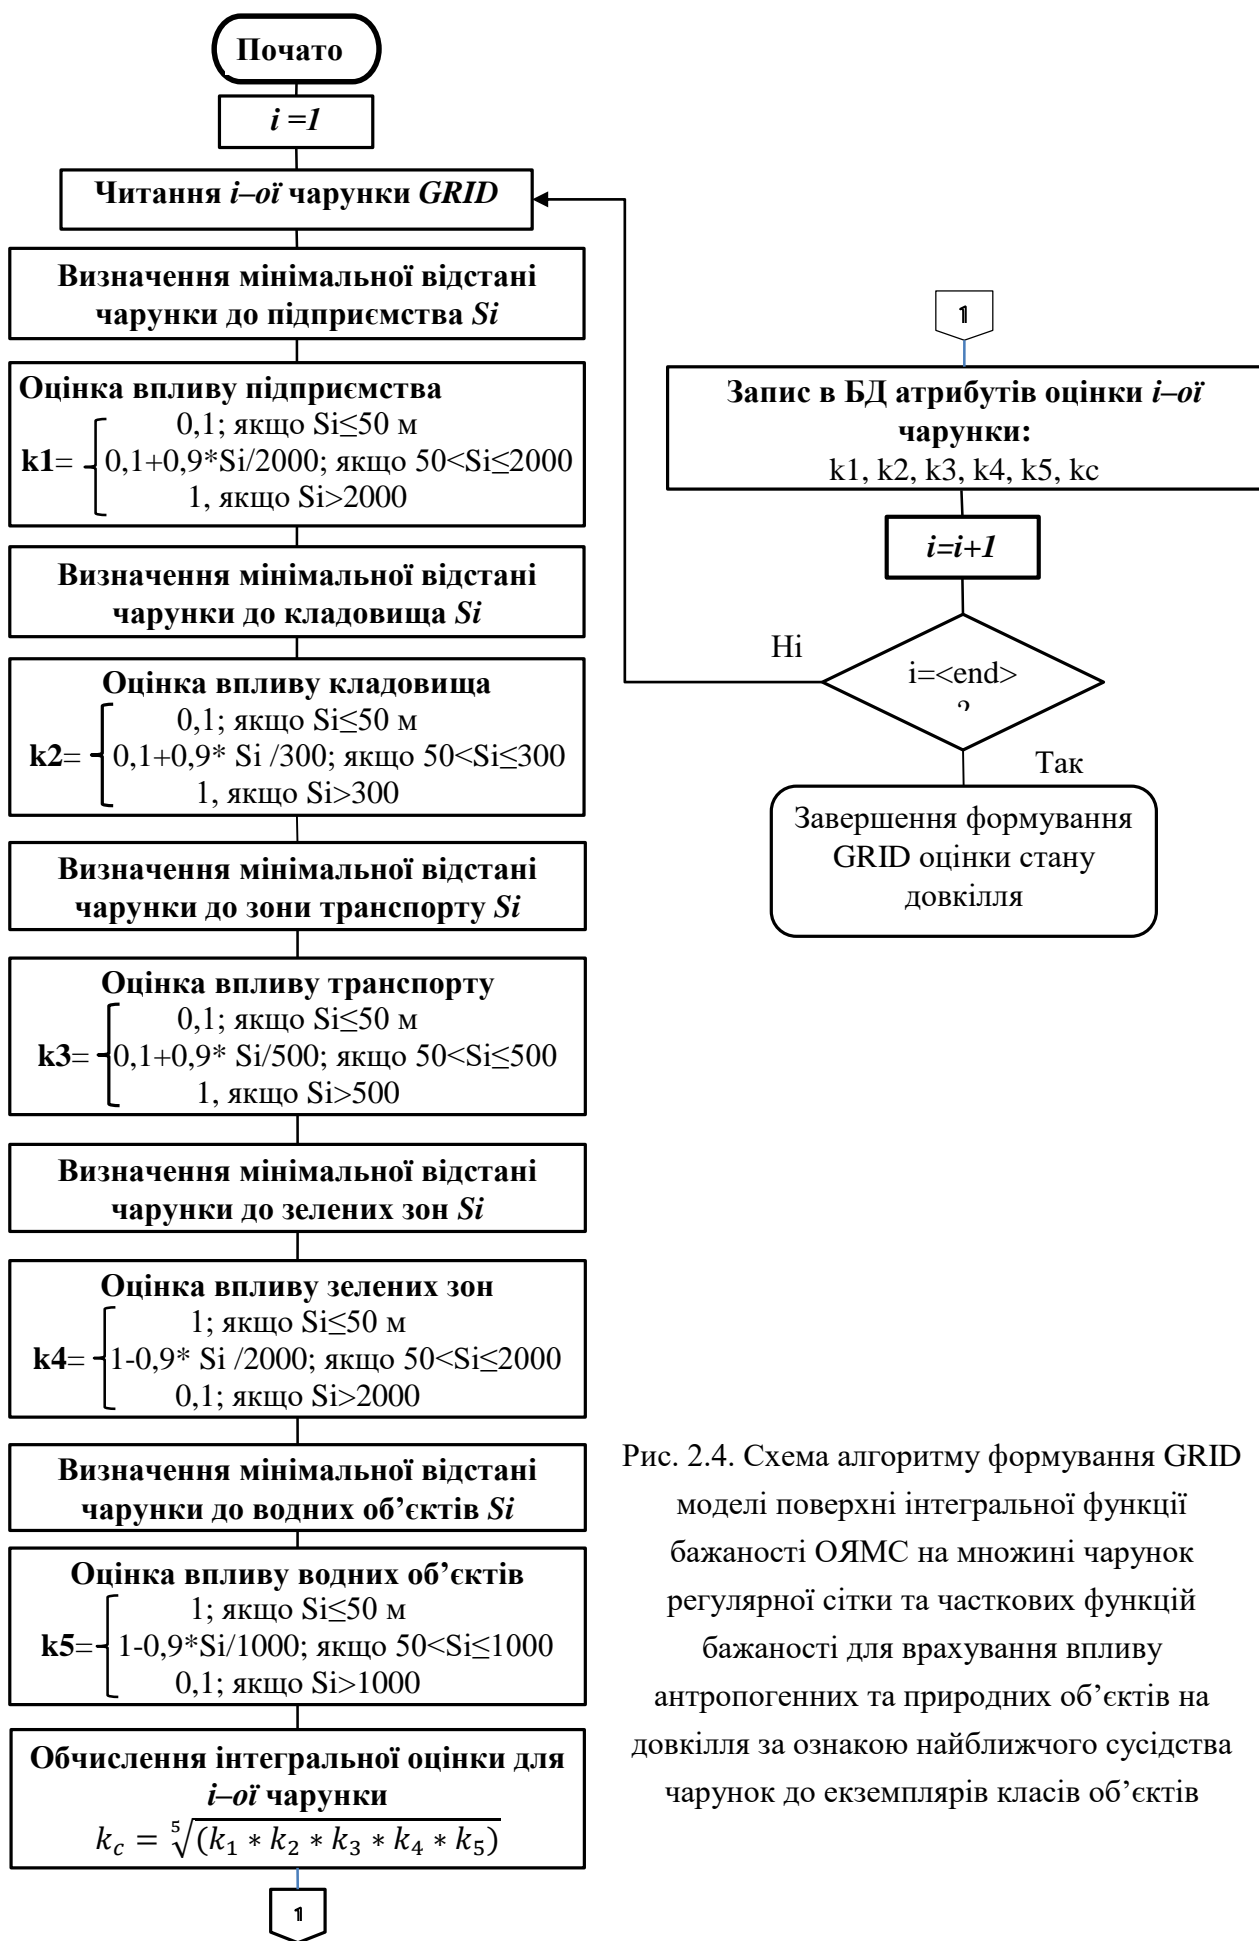 Почато
i =1
Читання i–ої чарунки GRID
Визначення мінімальної відстані
чарунки до підприємства Si
Оцінка впливу підприємства
0,1; якщо Si≤50 м
k1= 0,1+0,9*Si/2000; якщо 50<Si≤2000
1, якщо Si>2000
Визначення мінімальної відстані
чарунки до кладовища Si
Оцінка впливу кладовища
0,1; якщо Si≤50 м
k2= 0,1+0,9* Si /300; якщо 50<Si≤300
1, якщо Si>300
Визначення мінімальної відстані
чарунки до зони транспорту Si
Оцінка впливу транспорту
0,1; якщо Si≤50 м
k3= 0,1+0,9* Si/500; якщо 50<Si≤500
1, якщо Si>500
Визначення мінімальної відстані
чарунки до зелених зон Si
Оцінка впливу зелених зон
1; якщо Si≤50 м
k4= 1-0,9* Si /2000; якщо 50<Si≤2000
0,1; якщо Si>2000
Визначення мінімальної відстані
чарунки до водних об’єктів Si
Оцінка впливу водних об’єктів
1; якщо Si≤50 м
k5= 1-0,9*Si/1000; якщо 50<Si≤1000
0,1; якщо Si>1000
Обчислення інтегральної оцінки для
i–ої чарунки
k_c = ⁵√(k₁ * k₂ * k₃ * k₄ * k₅)
1
1
Запис в БД атрибутів оцінки i–ої
чарунки:
k1, k2, k3, k4, k5, kc
i=i+1
Ні
i=<end>
?
Так
Завершення формування
GRID оцінки стану
довкілля
Рис. 2.4. Схема алгоритму формування GRID
моделі поверхні інтегральної функції
бажаності ОЯМС на множині чарунок
регулярної сітки та часткових функцій
бажаності для врахування впливу
антропогенних та природних об’єктів на
довкілля за ознакою найближчого сусідства
чарунок до екземплярів класів об’єктів